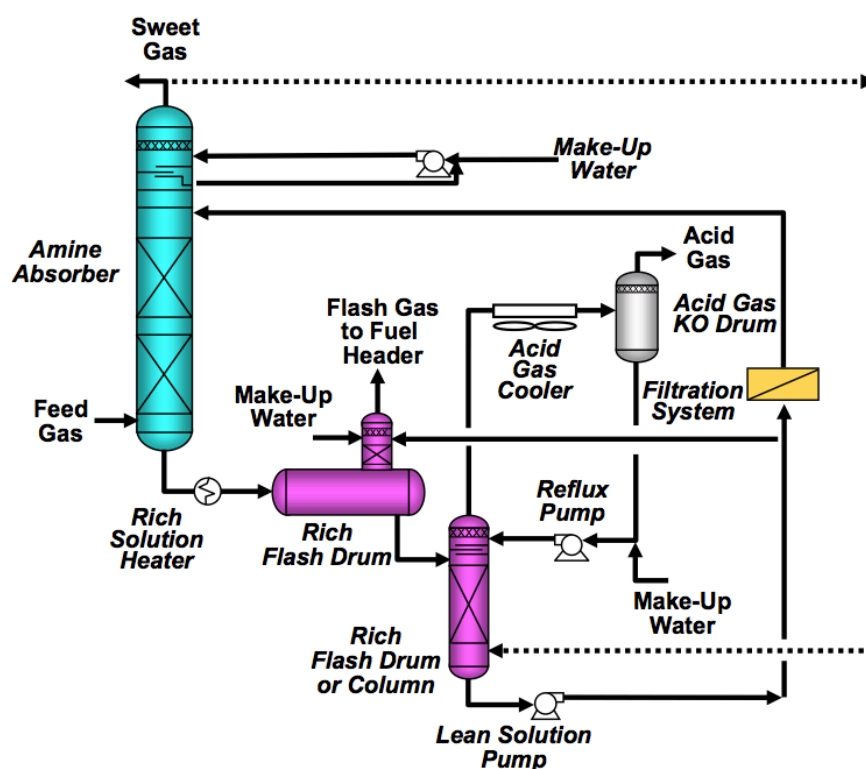 Sweet
Gas
Make-Up
Water
Amine
Absorber
Acid
Gas
Flash Gas
to Fuel
Header
Acid Gas
KO Drum
Acid
Gas
Cooler
Filtration
System
Make-Up
Water
Feed
Gas
Reflux
Pump
Rich
Solution
Heater
Rich
Flash Drum
Make-Up
Water
Rich
Flash Drum
or Column
Lean Solution
Pump